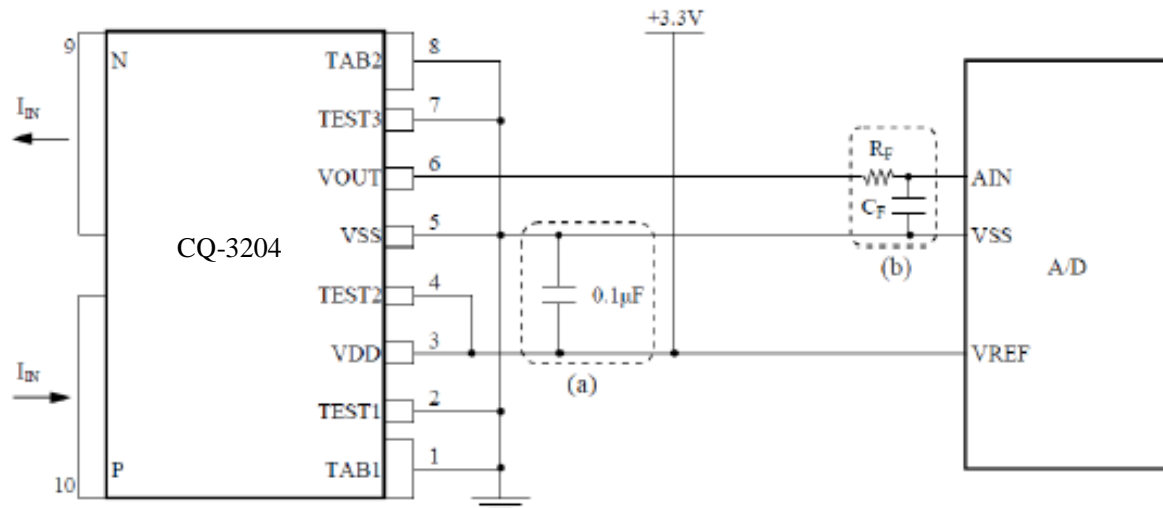 +3.3V
9
N
TAB2
8
I_IN
TEST3
7
VOUT
6
R_F
AIN
C_F
VSS
5
VSS
CQ-3204
(b)
A/D
TEST2
4
0.1μF
VDD
3
VREF
(a)
I_IN
TEST1
2
P
TAB1
1
10